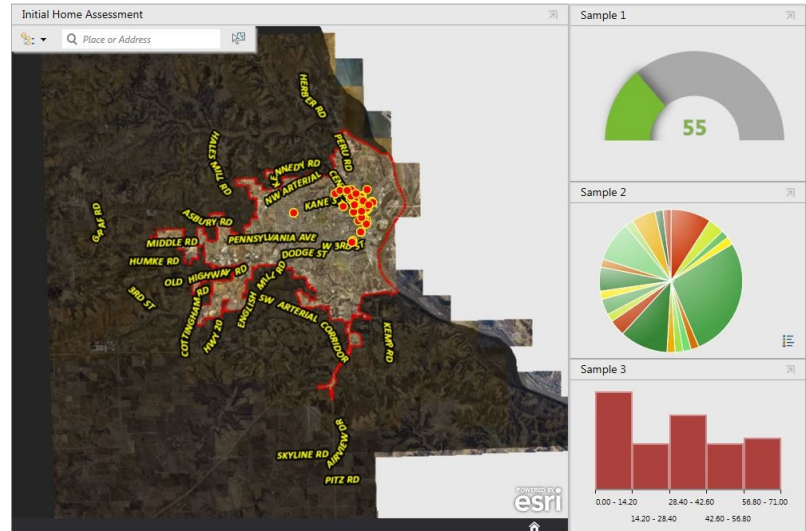 Initial Home Assessment
Place or Address
HERBER RD
HALES MILL RD
PERU RD
KENNEDY RD
NW ARTERIAL
KANE
ASBURY RD
MIDDLE RD
PENNSYLVANIA AVE
W 3RD ST
DODGE ST
HUMKE RD
OLD HIGHWAY RD
3RD ST
COTTINGHAM RD
HWY 20
ENGLISH MILL RD
SW ARTERIAL
CORRIDOR
KEMP RD
SKYLINE RD
AIRVIEW DR
PITZ RD
POWERED BY
esri
Sample 1
55
Sample 2
Sample 3
0.00 - 14.20
28.40 - 42.60
56.80 - 71.00
14.20 - 28.40
42.60 - 56.80